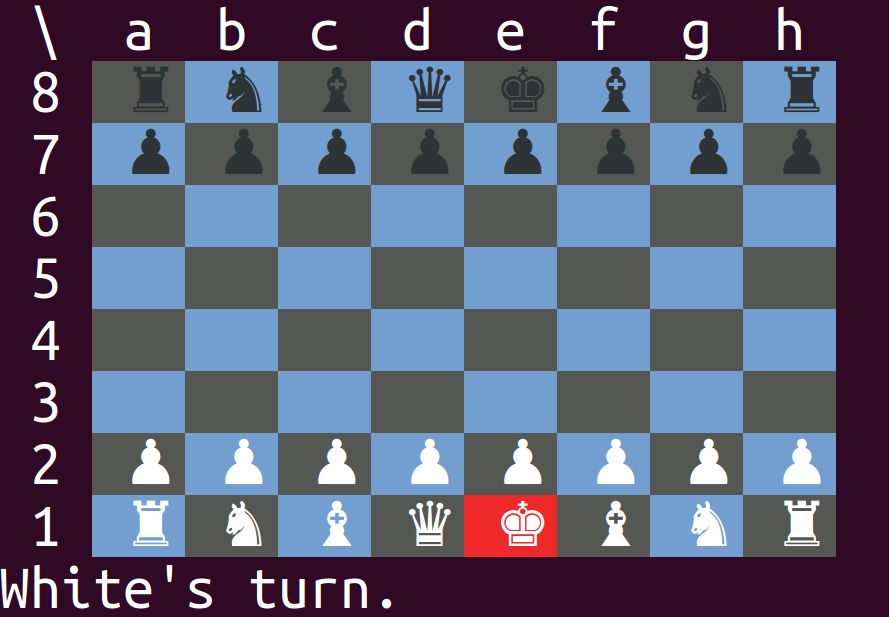 \ a b c d e f g h
8 ♜ ♞ ♝ ♛ ♚ ♝ ♞ ♜
7 ♟ ♟ ♟ ♟ ♟ ♟ ♟ ♟
6
5
4
3
2 ♟ ♟ ♟ ♟ ♟ ♟ ♟ ♟
1 ♜ ♞ ♝ ♛ ♚ ♝ ♞ ♜
White's turn.